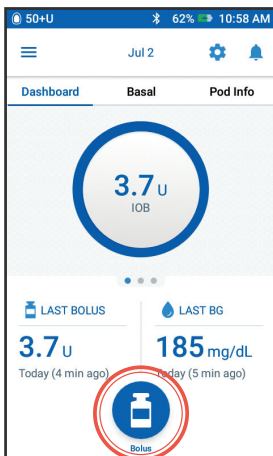 50+U 62% 10:58 AM
Jul 2
Dashboard Basal Pod Info
3.7 U
IOB
LAST BOLUS LAST BG
3.7 U 185 mg/dL
Today (4 min ago) Today (5 min ago)
Bolus